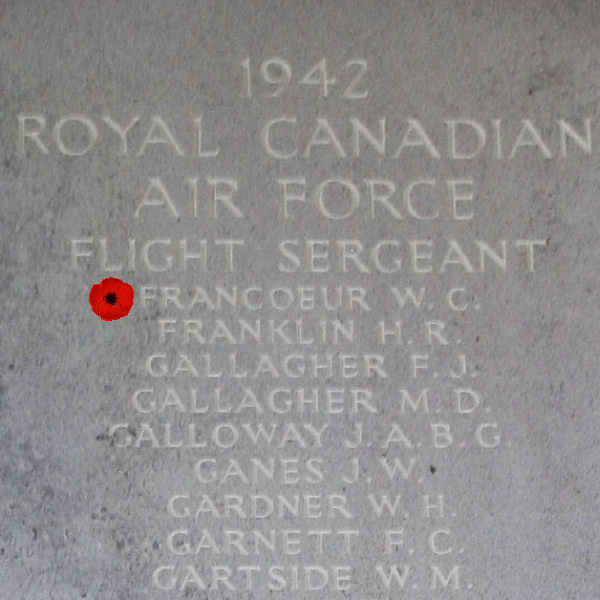 1942
ROYAL CANADIAN
AIR FORCE
FLIGHT SERGEANT
FRANCOEUR W. C.
FRANKLIN H. R.
GALLAGHER F. J.
GALLAGHER M. D.
GALLOWAY J. A. B. G.
GANES J. W.
GARDNER W. H.
GARNETT F. C.
GARTSIDE W. M.